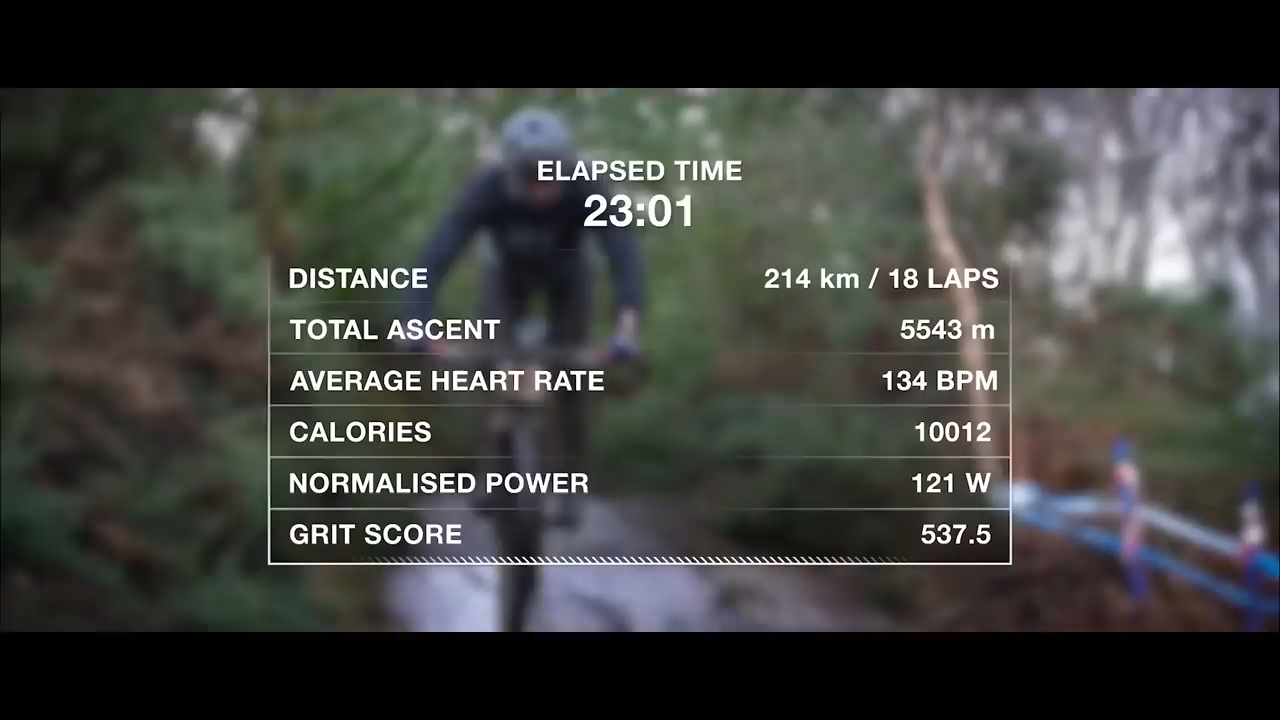 ELAPSED TIME
23:01
DISTANCE 214 km / 18 LAPS
TOTAL ASCENT 5543 m
AVERAGE HEART RATE 134 BPM
CALORIES 10012
NORMALISED POWER 121 W
GRIT SCORE 537.5